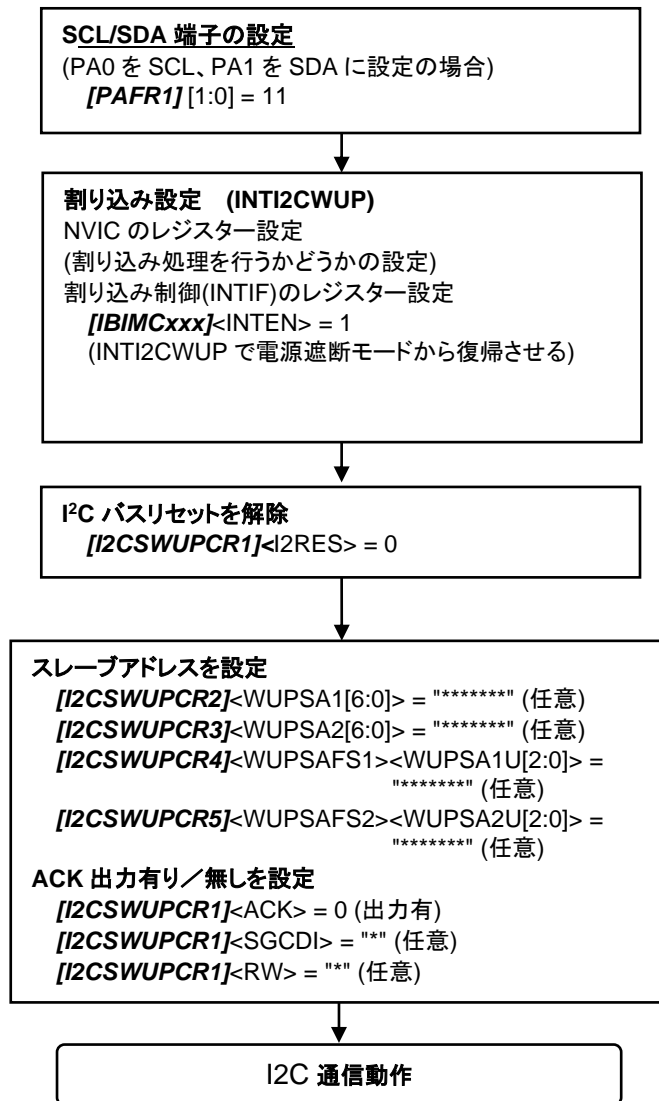 SCL/SDA 端子の設定
(PA0 を SCL、PA1 を SDA に設定の場合)
[PAFR1] [1:0] = 11
割り込み設定 (INTI2CWUP)
NVIC のレジスター設定
(割り込み処理を行うかどうかの設定)
割り込み制御(INTIF)のレジスター設定
[IBIMCxxx]<INTEN> = 1
(INTI2CWUP で電源遮断モードから復帰させる)
I²C バスリセットを解除
[I2CSWUPCR1]<I2RES> = 0
スレーブアドレスを設定
[I2CSWUPCR2]<WUPSA1[6:0]> = "*******" (任意)
[I2CSWUPCR3]<WUPSA2[6:0]> = "*******" (任意)
[I2CSWUPCR4]<WUPSAFS1><WUPSA1U[2:0]> =
"*******" (任意)
[I2CSWUPCR5]<WUPSAFS2><WUPSA2U[2:0]> =
"*******" (任意)
ACK 出力有り／無しを設定
[I2CSWUPCR1]<ACK> = 0 (出力有)
[I2CSWUPCR1]<SGCDI> = "*" (任意)
[I2CSWUPCR1]<RW> = "*" (任意)
I2C 通信動作